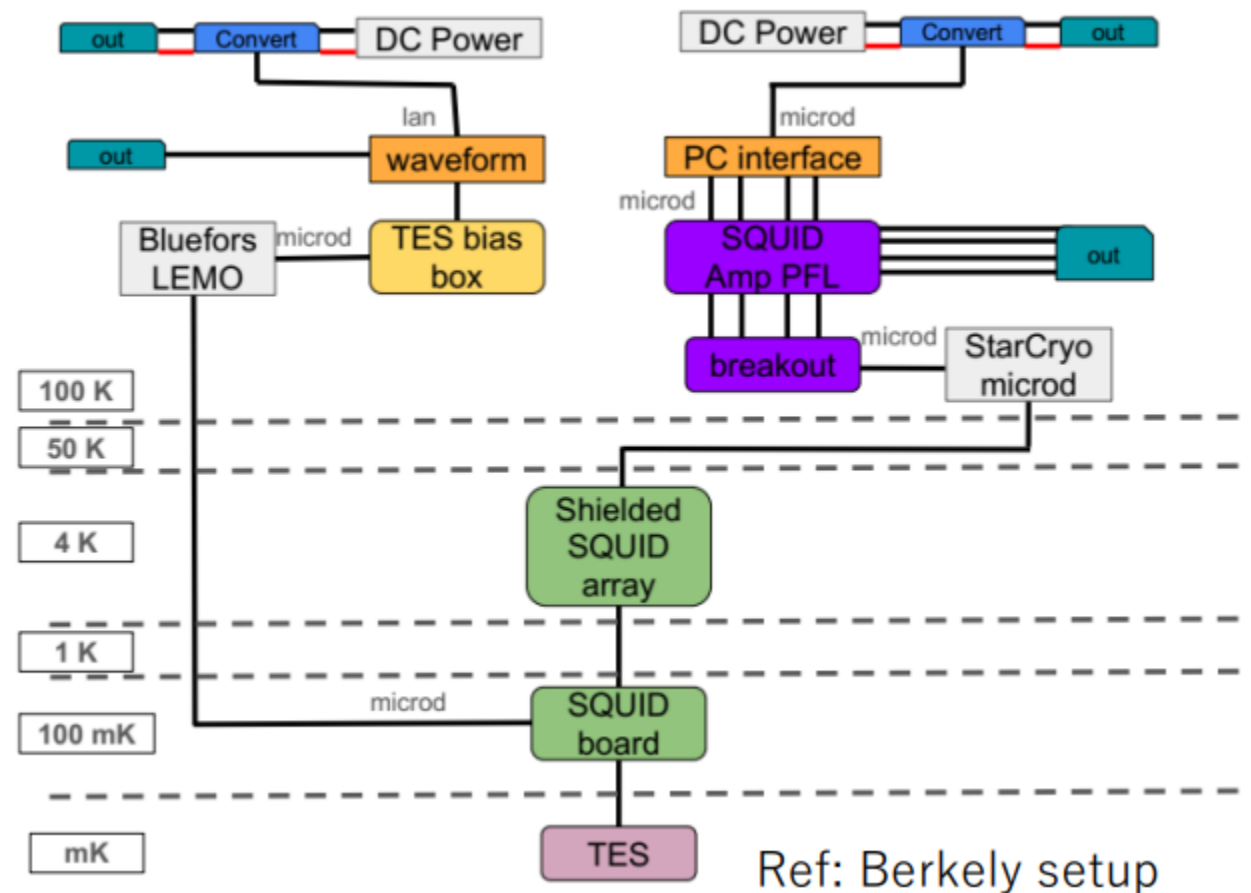 out
Convert
DC Power
DC Power
Convert
out
lan
microd
out
waveform
PC interface
microd
Bluefors
LEMO
microd
TES bias
box
SQUID
Amp PFL
out
breakout
microd
StarCryo
microd
100 K
50 K
Shielded
SQUID
array
4 K
1 K
microd
SQUID
board
100 mK
mK
TES
Ref: Berkely setup